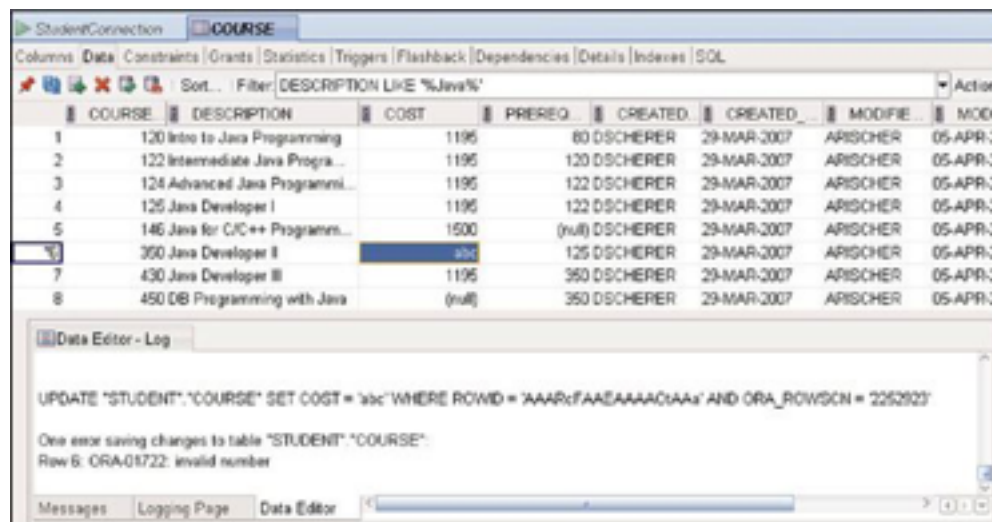 StudentConnection COURSE
Columns Data Constraints Grants Statistics Triggers Flashback Dependencies Details Indexes SQL
Sort... Filter: DESCRIPTION LIKE '%Java%' Action
COURSE... DESCRIPTION COST PREREQ... CREATED... CREATED_... MODIFIE... MOD
1 120 Intro to Java Programming 1195 80 DSCHERER 29-MAR-2007 ARISCHER 05-APR-
2 122 Intermediate Java Progra... 1195 120 DSCHERER 29-MAR-2007 ARISCHER 05-APR-
3 124 Advanced Java Programmi... 1195 122 DSCHERER 29-MAR-2007 ARISCHER 05-APR-
4 125 Java Developer I 1195 122 DSCHERER 29-MAR-2007 ARISCHER 05-APR-
5 146 Java for C/C++ Programm... 1500 (null) DSCHERER 29-MAR-2007 ARISCHER 05-APR-
350 Java Developer II abc 125 DSCHERER 29-MAR-2007 ARISCHER 05-APR-
7 430 Java Developer III 1195 350 DSCHERER 29-MAR-2007 ARISCHER 05-APR-
8 450 DB Programming with Java (null) 350 DSCHERER 29-MAR-2007 ARISCHER 05-APR-
Data Editor - Log
UPDATE "STUDENT"."COURSE" SET COST = 'abc' WHERE ROWID = AND ORA_ROWSCN = '2252923'
One error saving changes to table "STUDENT"."COURSE":
Row 6: ORA-01722: invalid number
Messages Logging Page Data Editor